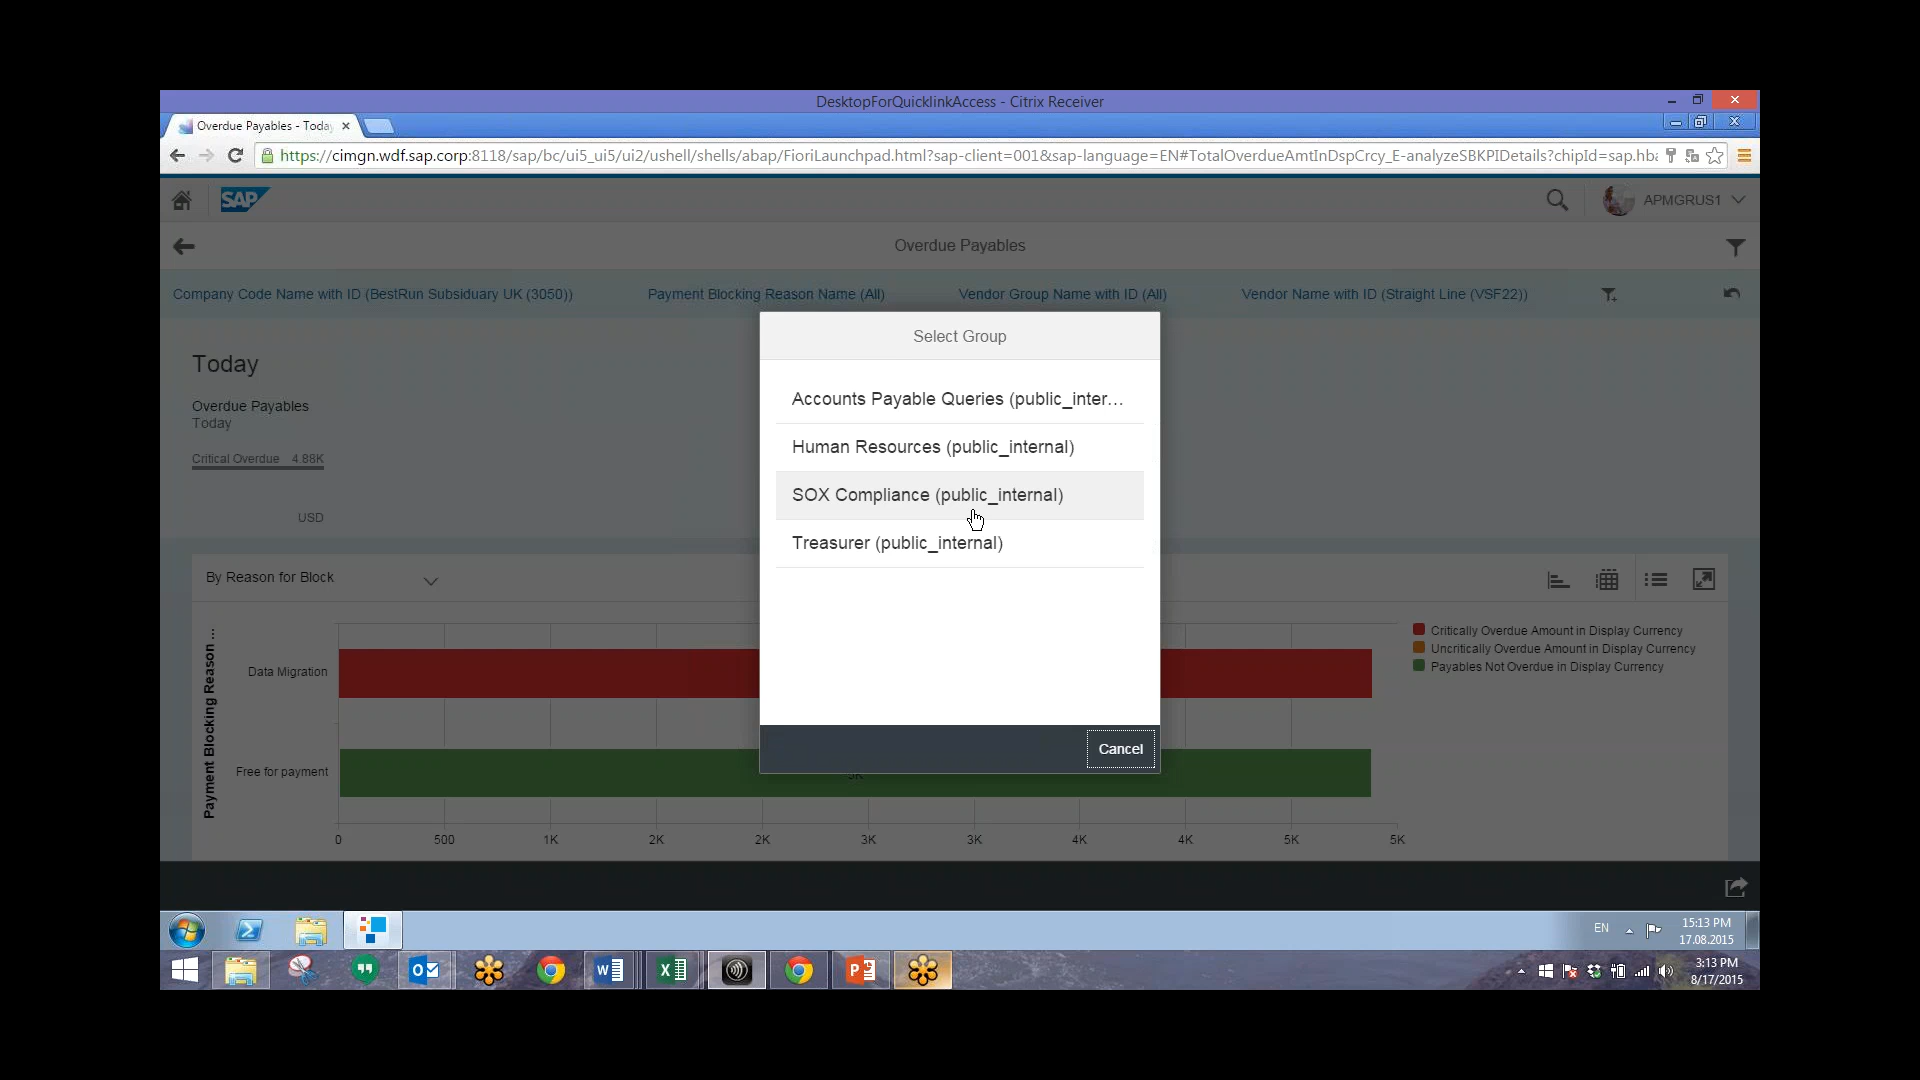 DesktopForQuicklinkAccess - Citrix Receiver
Overdue Payables - Today
https://cimgn.wdf.sap.corp:8118/sap/bc/ui5_ui5/ui2/ushell/shells/abap/FioriLaunchpad.html?sap-client=001&sap-language=EN#TotalOverdueAmtInDspCrcy_E-analyzeSBKPIDetails?chipId=sap.hba
SAP
APMGRUS1
Overdue Payables
Company Code Name with ID (BestRun Subsiduary UK (3050)) Payment Blocking Reason Name (All) Vendor Group Name with ID (All) Vendor Name with ID (Straight Line (VSF22))
Today
Overdue Payables
Today
Critical Overdue 4.88K
USD
Select Group
Accounts Payable Queries (public_inter...
Human Resources (public_internal)
SOX Compliance (public_internal)
Treasurer (public_internal)
Cancel
By Reason for Block
Payment Blocking Reason ...
Data Migration
Free for payment
5K
0 500 1K 2K 2K 3K 3K 4K 4K 5K 5K
Critically Overdue Amount in Display Currency
Uncritically Overdue Amount in Display Currency
Payables Not Overdue in Display Currency
EN
15:13 PM
17.08.2015
3:13 PM
8/17/2015